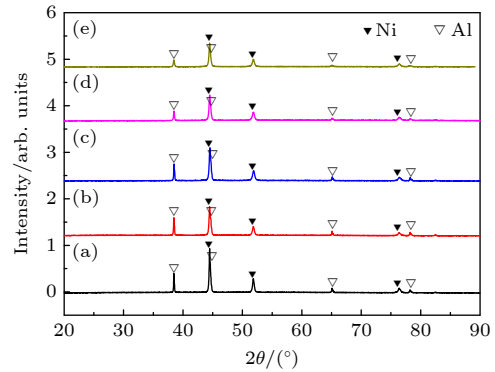 6
(e)
▼ Ni ▽ Al
5
(d)
4
(c)
3
2
(b)
1
(a)
0
20 30 40 50 60 70 80 90
2θ/(°)
Intensity/arb. units